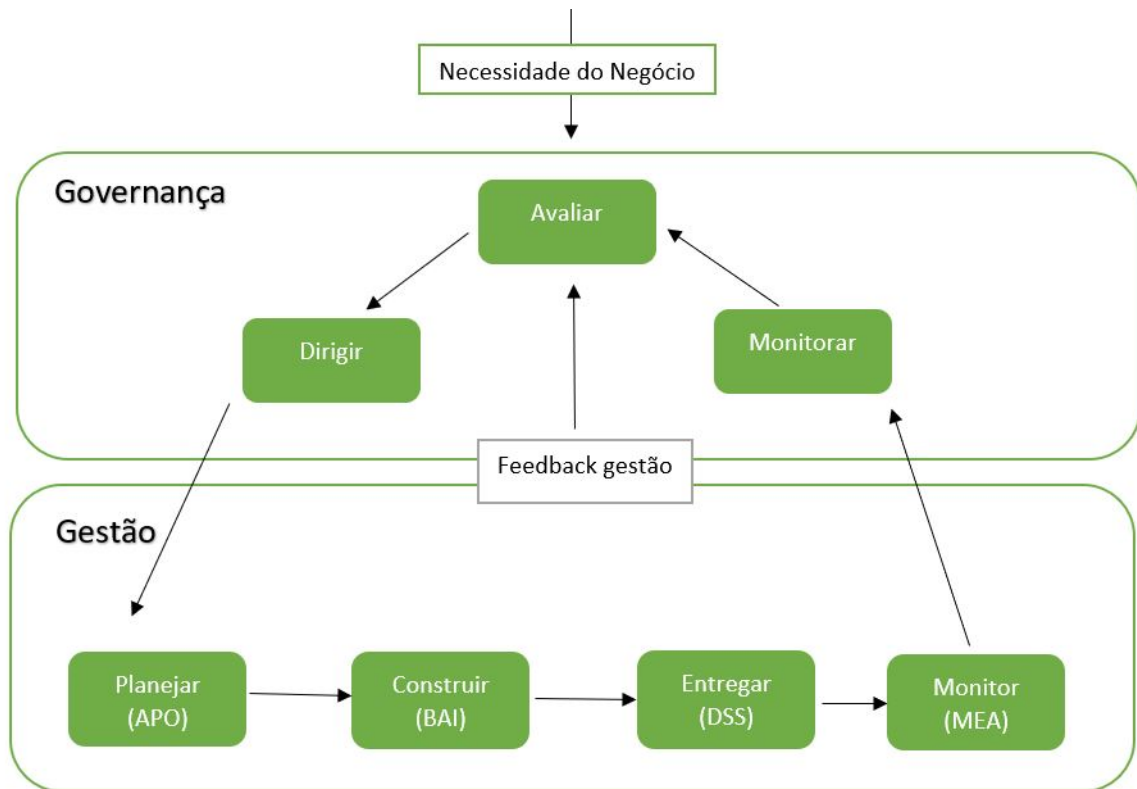 Necessidade do Negócio
Governança
Avaliar
Dirigir
Monitorar
Feedback gestão
Gestão
Planejar
(APO)
Construir
(BAI)
Entregar
(DSS)
Monitor
(MEA)